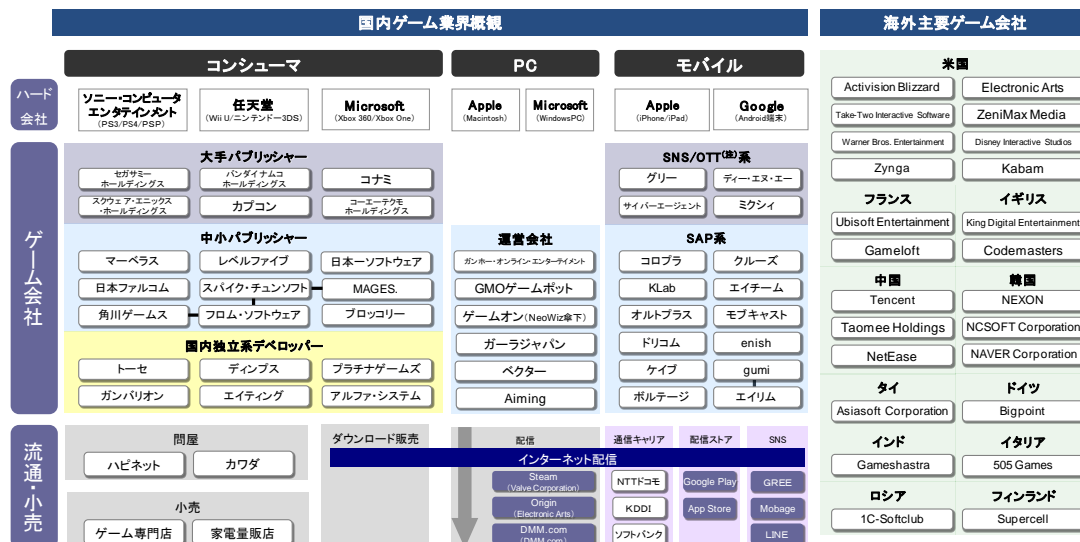 国内ゲーム業界概観
海外主要ゲーム会社
コンシューマ
PC
モバイル
ハード
会社
ソニー・コンピュータ
エンタテインメント
(PS3/PS4/PSP)
任天堂
(Wii U/ニンテンドー3DS)
Microsoft
(Xbox 360/Xbox One)
Apple
(Macintosh)
Microsoft
(WindowsPC)
Apple
(iPhone/iPad)
Google
(Android端末)
ゲーム会社
大手パブリッシャー
セガサミー
ホールディングス
バンダイナムコ
ホールディングス
コナミ
スクウェア・エニックス
・ホールディングス
カプコン
コーエーテクモ
ホールディングス
中小パブリッシャー
マーベラス
レベルファイブ
日本一ソフトウェア
日本ファルコム
スパイク・チュンソフト
MAGES.
角川ゲームス
フロム・ソフトウェア
ブロッコリー
国内独立系デベロッパー
トーセ
ディンプス
プラチナゲームズ
ガンバリオン
エイティング
アルファ・システム
運営会社
ガンホー・オンライン・エンターテイメント
GMOゲームポット
ゲームオン(NeoWiz傘下)
ガーラジャパン
ベクター
Aiming
SNS/OTT(注)系
グリー
ディー・エヌ・エー
サイバーエージェント
ミクシィ
SAP系
コロプラ
クルーズ
KLab
エイチーム
オルトプラス
モブキャスト
ドリコム
enish
ケイブ
gumi
ボルテージ
エイリム
流通・小売
問屋
ハピネット
カワダ
小売
ゲーム専門店
家電量販店
ダウンロード販売
配信
通信キャリア
配信ストア
SNS
インターネット配信
Steam
(Valve Corporation)
Origin
(Electronic Arts)
DMM.com
(DMM.com)
NTTドコモ
KDDI
ソフトバンク
Google Play
App Store
GREE
Mobage
LINE
米国
Activision Blizzard
Electronic Arts
Take-Two Interactive Software
ZeniMax Media
Warner Bros. Entertainment
Disney Interactive Studios
Zynga
Kabam
フランス
イギリス
Ubisoft Entertainment
King Digital Entertainment
Gameloft
Codemasters
中国
韓国
Tencent
NEXON
Taomee Holdings
NCSOFT Corporation
NetEase
NAVER Corporation
タイ
ドイツ
Asiasoft Corporation
Bigpoint
インド
イタリア
Gameshastra
505 Games
ロシア
フィンランド
1C-Softclub
Supercell